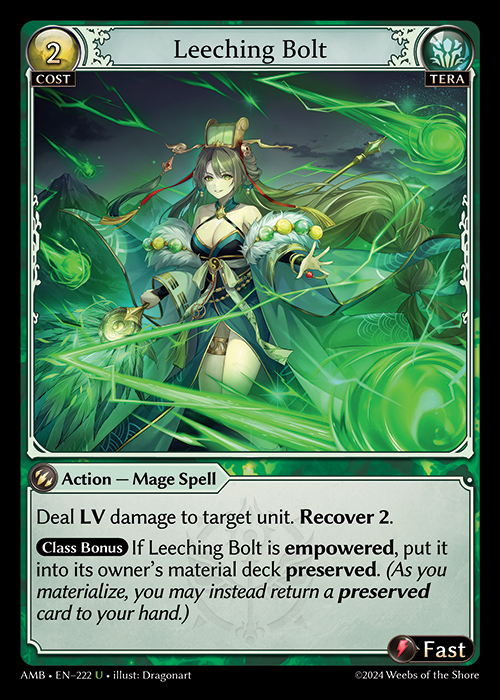 2
Leeching Bolt
COST
TERA
Action — Mage Spell
Deal LV damage to target unit. Recover 2.
Class Bonus If Leeching Bolt is empowered, put it
into its owner's material deck preserved. (As you
materialize, you may instead return a preserved
card to your hand.)
Fast
AMB • EN–222 U • illust: Dragonart
©2024 Weebs of the Shore